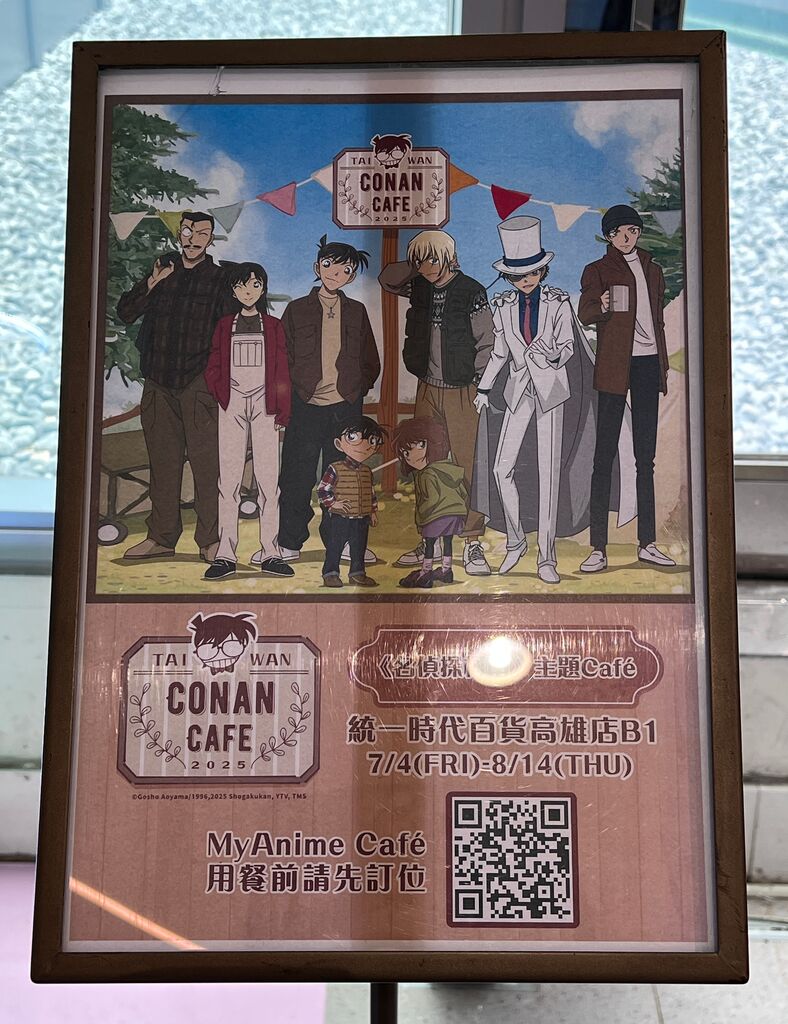 TAI WAN
CONAN
CAFE
2025
TAI WAN
CONAN
CAFE
2025
©Gosho Aoyama/1996,2025 Shogakukan, YTV, TMS
《名偵探 主題Café
統一時代百貨高雄店B1
7/4(FRI)-8/14(THU)
MyAnime Café
用餐前請先訂位